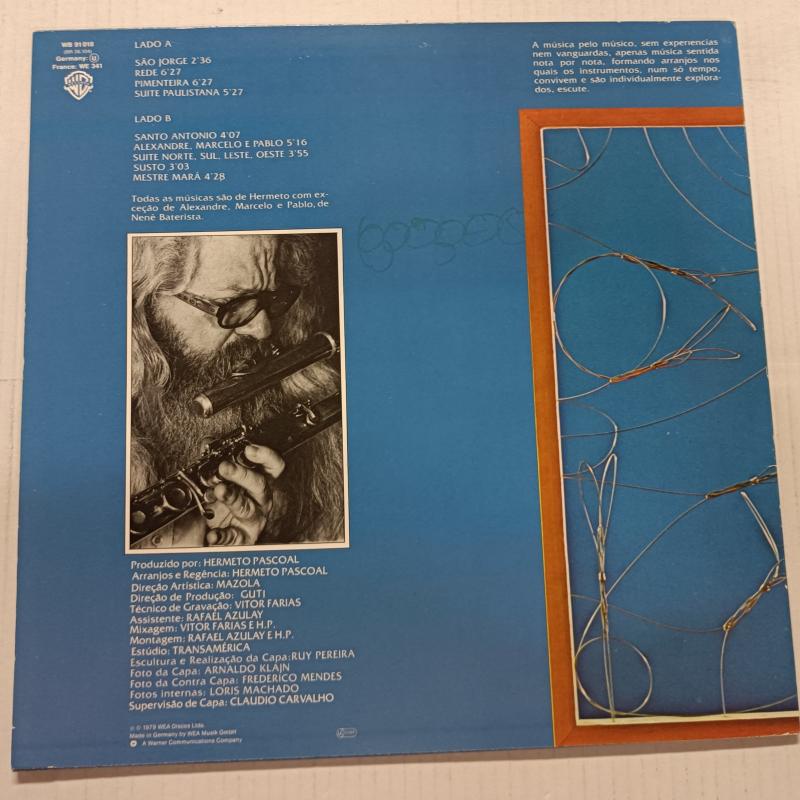 WB 91 018
(BR 36.104)
Germany: U
France: WE 341
LADO A
SÃO JORGE 2'36
REDE 6'27
PIMENTEIRA 6'27
SUITE PAULISTANA 5'27
LADO B
SANTO ANTONIO 4'07
ALEXANDRE, MARCELO E PABLO 5'16
SUITE NORTE, SUL, LESTE, OESTE 3'55
SUSTO 3'03
MESTRE MARÁ 4'28
Todas as músicas são de Hermeto com ex-
ceção de Alexandre, Marcelo e Pablo, de
Nenê Baterista.
A música pelo músico, sem experiencias
nem vanguardas, apenas música sentida
nota por nota, formando arranjos nos
quais os instrumentos, num só tempo,
convivem e são individualmente explora-
dos, escute.
Produzido por: HERMETO PASCOAL
Arranjos e Regência: HERMETO PASCOAL
Direção Artística: MAZOLA
Direção de Produção: GUTI
Técnico de Gravação: VITOR FARIAS
Assistente: RAFAEL AZULAY
Mixagem: VITOR FARIAS E H.P.
Montagem: RAFAEL AZULAY E H.P.
Estúdio: TRANSAMÉRICA
Escultura e Realização da Capa: RUY PEREIRA
Foto da Capa: ARNALDO KLAJN
Foto da Contra Capa: FREDERICO MENDES
Fotos internas: LORIS MACHADO
Supervisão de Capa: CLAUDIO CARVALHO
℗ © 1979 WEA Discos Ltda.
Made in Germany by WEA Musik GmbH
A Warner Communications Company